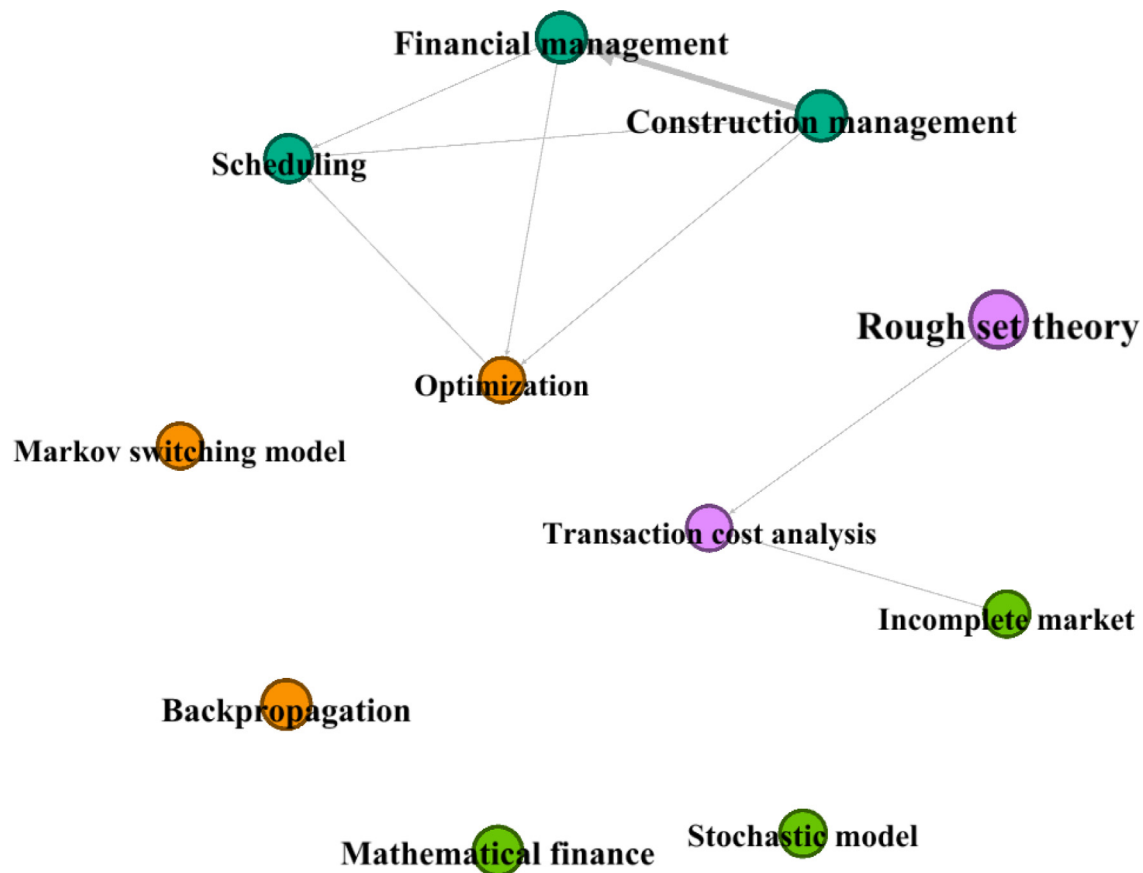 Financial management
Construction management
Scheduling
Rough set theory
Optimization
Markov switching model
Transaction cost analysis
Incomplete market
Backpropagation
Stochastic model
Mathematical finance